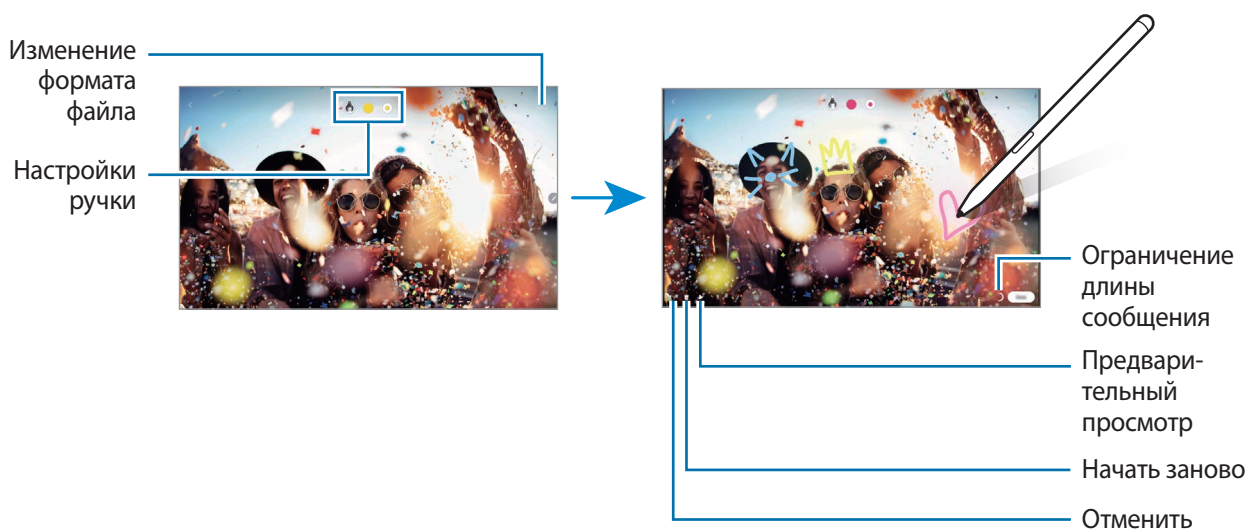 Изменение
формата
файла
Настройки
ручки
Ограничение
длины
сообщения
Предвари-
тельный
просмотр
Начать заново
Отменить